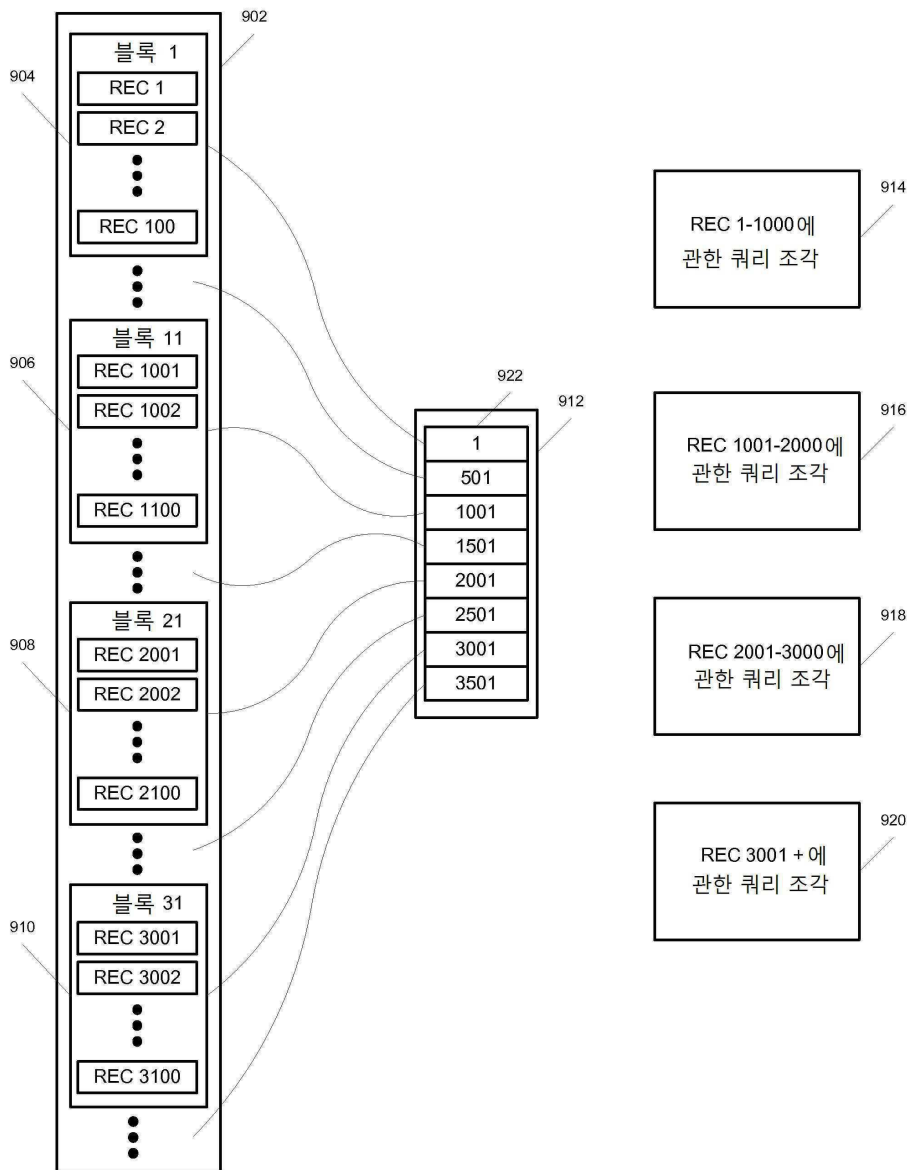 902
블록 1
904
REC 1
REC 2
REC 100
블록 11
906
REC 1001
REC 1002
REC 1100
블록 21
908
REC 2001
REC 2002
REC 2100
블록 31
910
REC 3001
REC 3002
REC 3100
922
912
1
501
1001
1501
2001
2501
3001
3501
914
REC 1-1000에
관한 쿼리 조각
916
REC 1001-2000에
관한 쿼리 조각
918
REC 2001-3000에
관한 쿼리 조각
920
REC 3001 + 에
관한 쿼리 조각